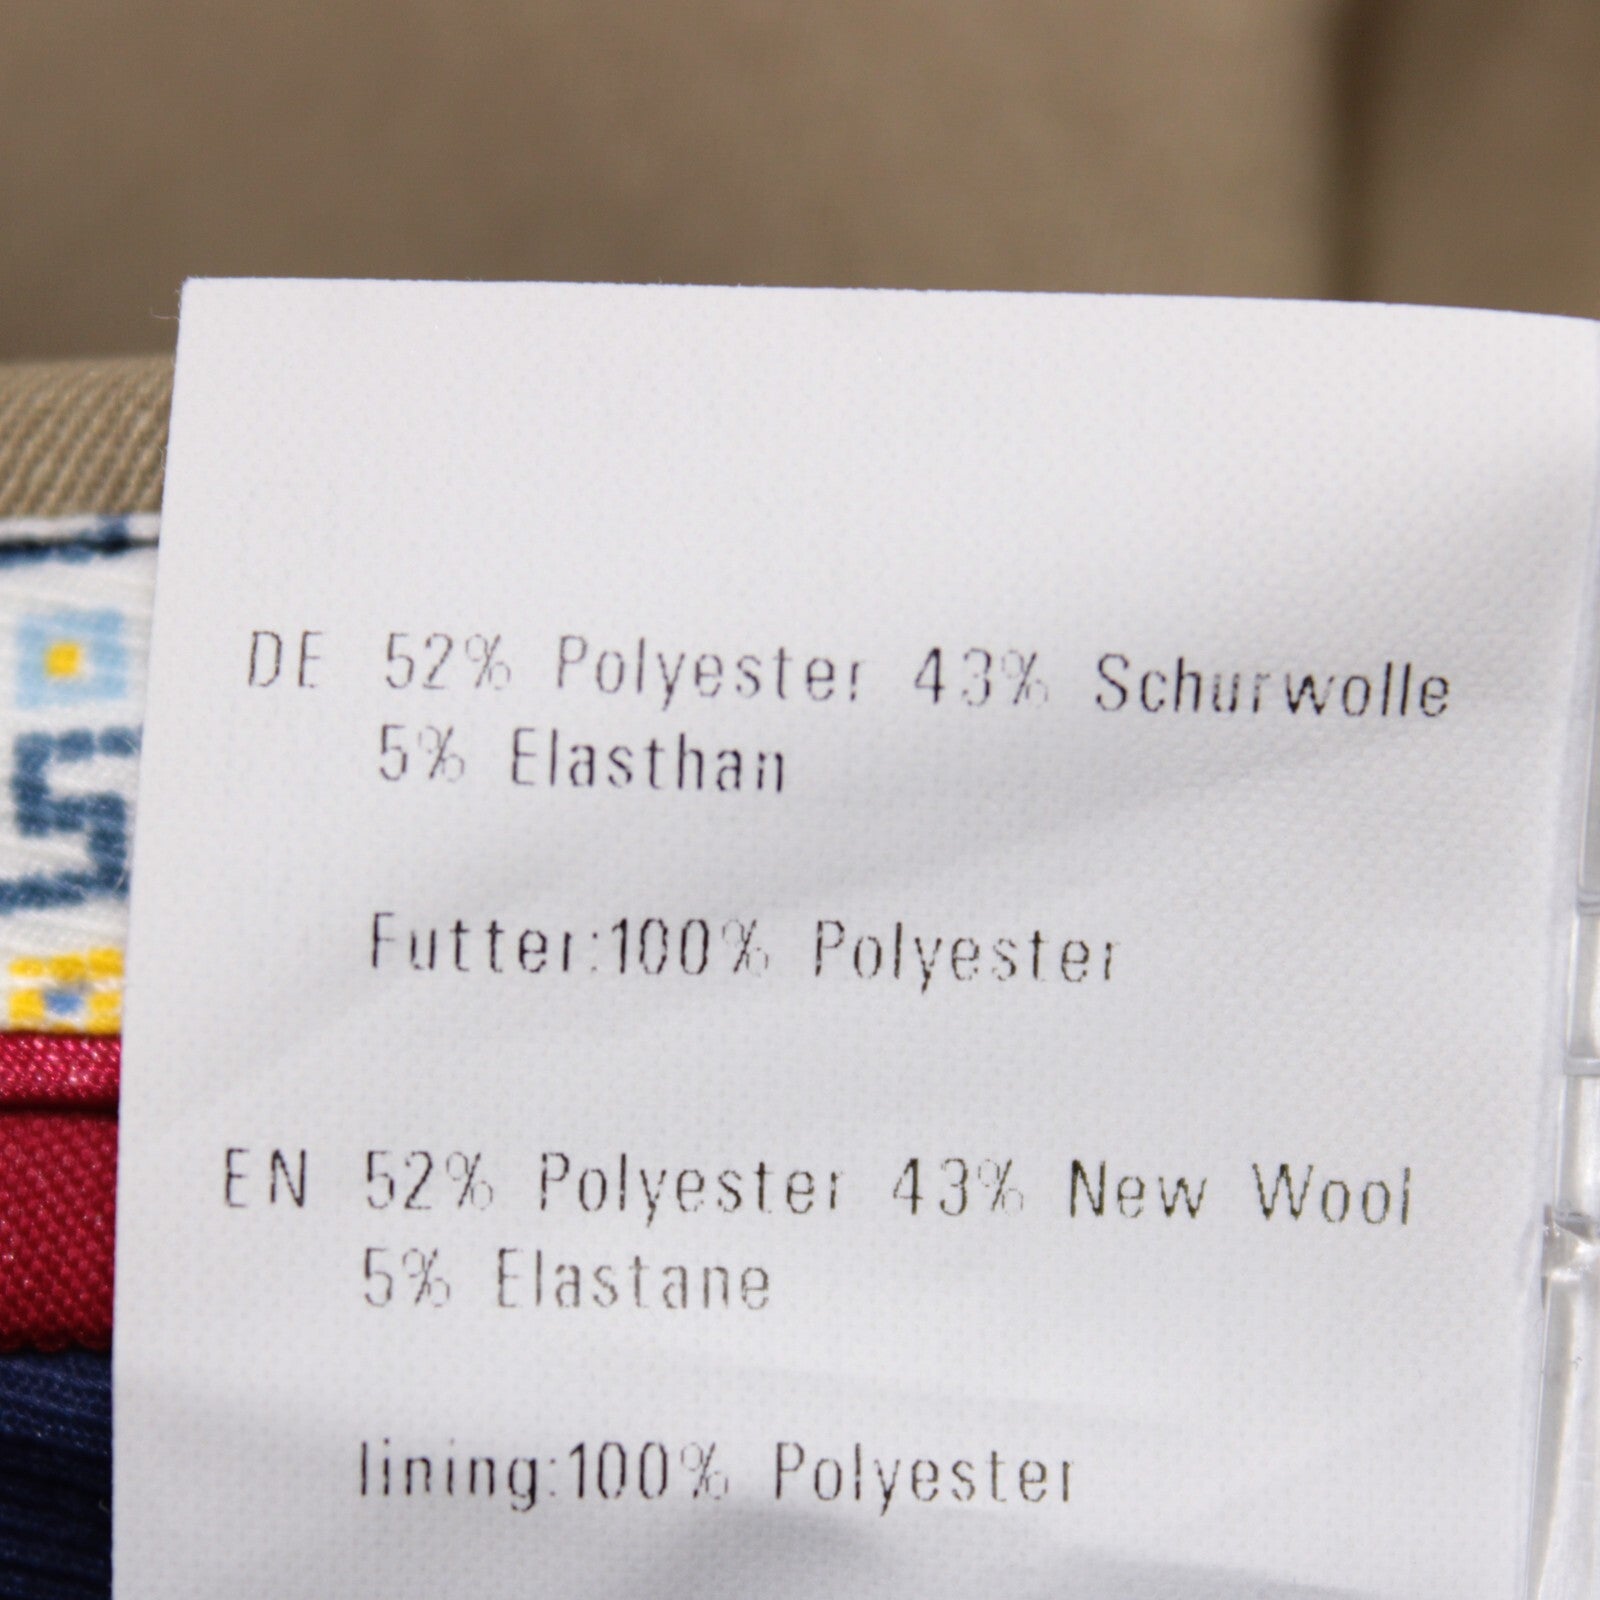 DE 52% Polyester 43% Schurwolle
5% Elasthan
Futter:100% Polyester
EN 52% Polyester 43% New Wool
5% Elastane
lining:100% Polyester